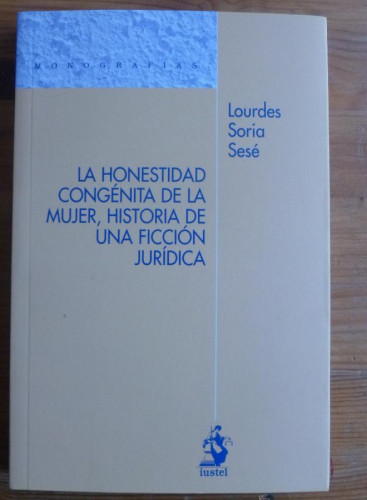 MONOGRAFÍAS
Lourdes
Soria
Sesé
LA HONESTIDAD
CONGÉNITA DE LA
MUJER, HISTORIA DE
UNA FICCIÓN
JURÍDICA
iustel